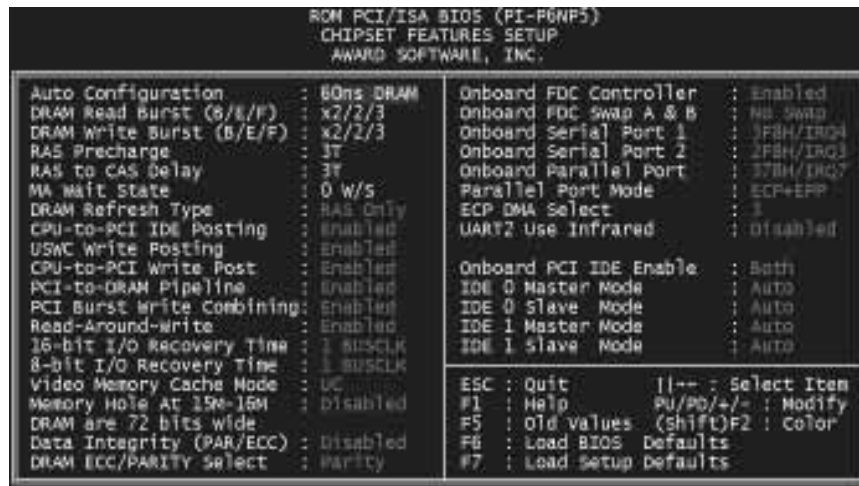 ROM PCI/ISA BIOS (PI-P6NP5)
CHIPSET FEATURES SETUP
AWARD SOFTWARE, INC.
Auto Configuration : 60ns DRAM
DRAM Read Burst (B/E/F) : x2/2/3
DRAM Write Burst (B/E/F) : x2/2/3
RAS Precharge : 3T
RAS to CAS Delay : 3T
MA Wait State : 0 W/S
DRAM Refresh Type : RAS Only
CPU-to-PCI IDE Posting : Enabled
USWC Write Posting : Enabled
CPU-to-PCI Write Post : Enabled
PCI-to-DRAM Pipeline : Enabled
PCI Burst Write Combining: Enabled
Read-Around-Write : Enabled
16-bit I/O Recovery Time : 1 BUSCLK
8-bit I/O Recovery Time : 1 BUSCLK
Video Memory Cache Mode : UC
Memory Hole At 15M-16M : Disabled
DRAM are 72 bits wide
Data Integrity (PAR/ECC) : Disabled
DRAM ECC/PARITY Select : Parity
Onboard FDC Controller : Enabled
Onboard FDC Swap A & B : No Swap
Onboard Serial Port 1 : 3F8H/IRQ4
Onboard Serial Port 2 : 2F8H/IRQ3
Onboard Parallel Port : 378H/IRQ7
Parallel Port Mode : ECP+EPP
ECP DMA Select : 3
UART2 Use Infrared : Disabled
Onboard PCI IDE Enable : Both
IDE 0 Master Mode : Auto
IDE 0 Slave Mode : Auto
IDE 1 Master Mode : Auto
IDE 1 Slave Mode : Auto
ESC : Quit ||-- : Select Item
F1 : Help PU/PD/+/- : Modify
F5 : Old Values (Shift)F2 : Color
F6 : Load BIOS Defaults
F7 : Load Setup Defaults